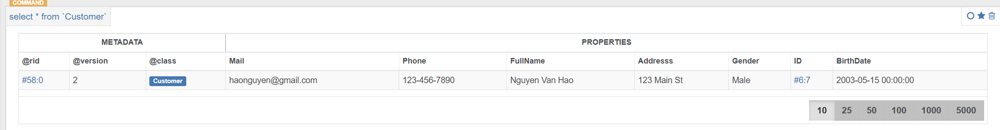 COMMAND
select * from `Customer`
METADATA PROPERTIES
@rid @version @class Mail Phone FullName Addresss Gender ID BirthDate
#58:0 2 Customer haonguyen@gmail.com 123-456-7890 Nguyen Van Hao 123 Main St Male #6:7 2003-05-15 00:00:00
10 25 50 100 1000 5000